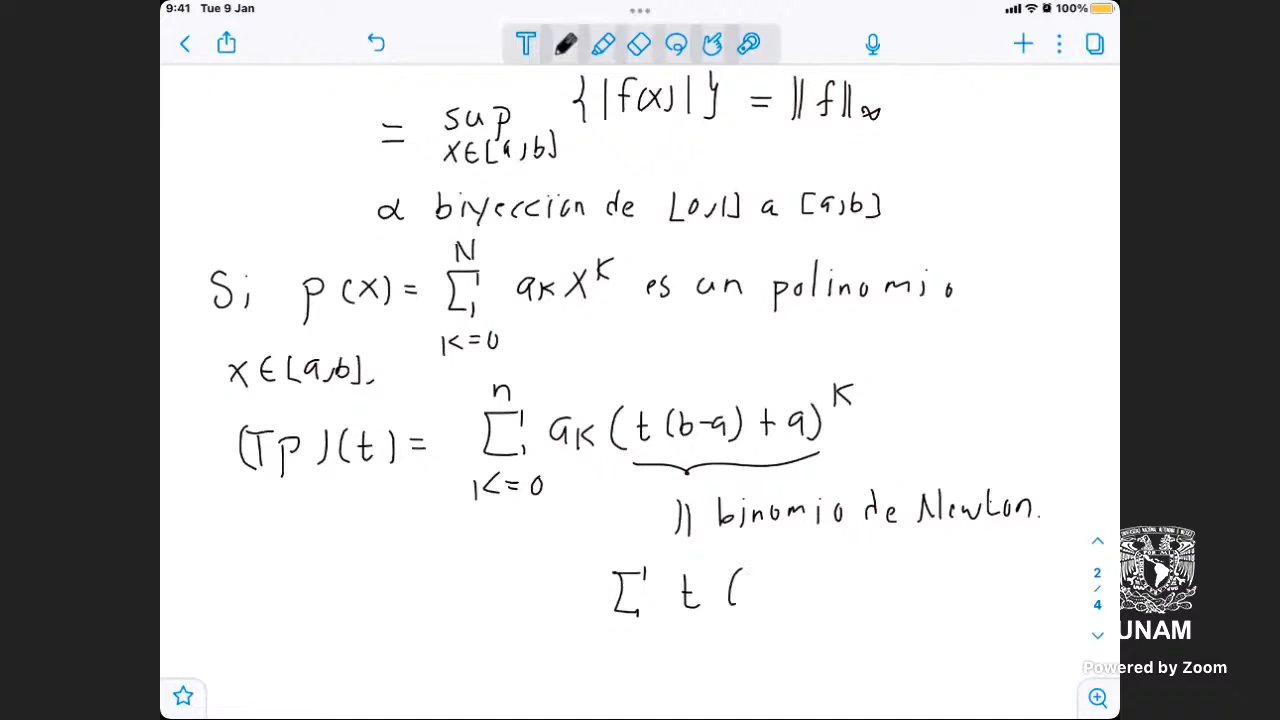 9:41 Tue 9 Jan
100%
= sup x∈[a,b] {|f(x)|} = ||f||∞
α biyección de [0,1] a [a,b]
Si p(x) = Σ_{k=0}^{N} a_k x^k es un polinomio
x∈[a,b],
(Tp)(t) = Σ_{k=0}^{n} a_k (t(b-a)+a)^k
|| binomio de Newton.
Σ t (
2
/
4
UNAM
Powered by Zoom